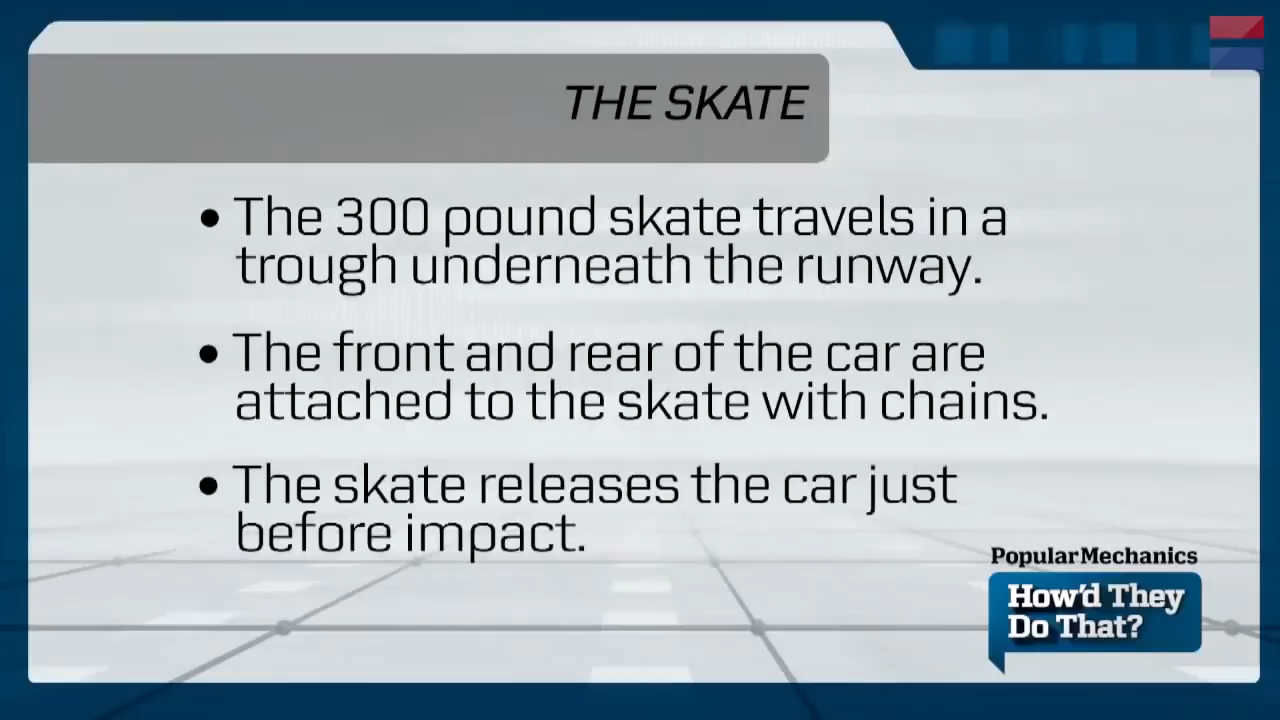 THE SKATE
• The 300 pound skate travels in a
trough underneath the runway.
• The front and rear of the car are
attached to the skate with chains.
• The skate releases the car just
before impact.
Popular Mechanics
How'd They
Do That?